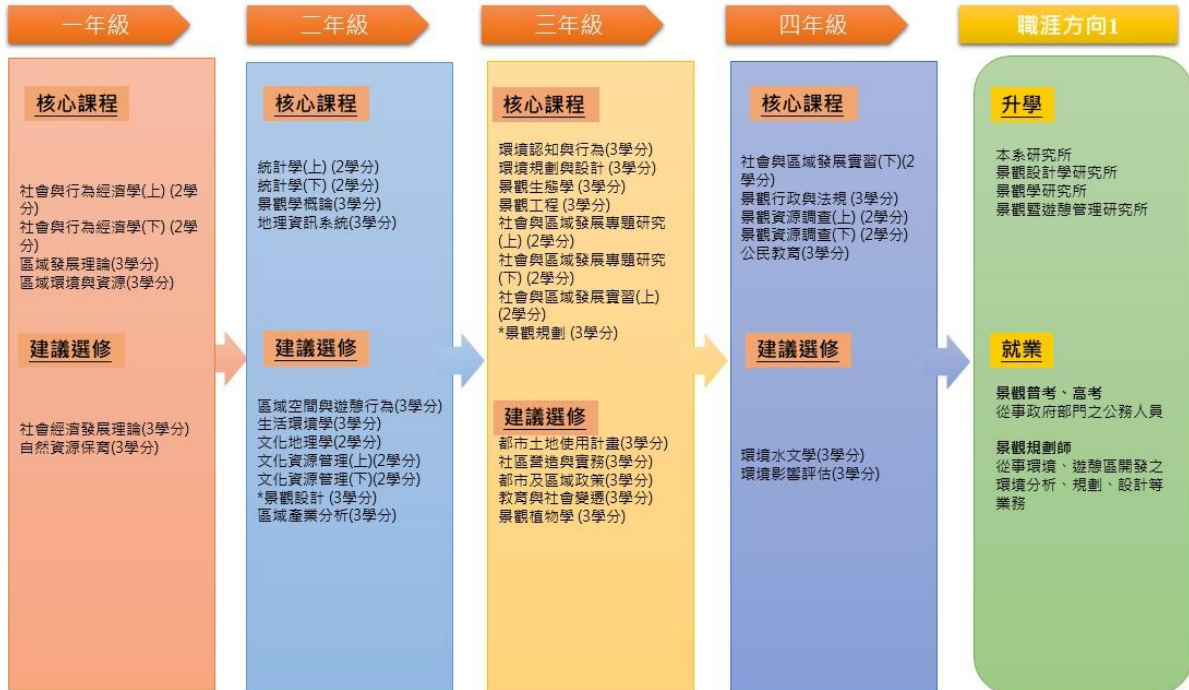 一年級
核心課程
社會與行為經濟學(上) (2學
分)
社會與行為經濟學(下) (2學
分)
區域發展理論(3學分)
區域環境與資源(3學分)
建議選修
社會經濟發展理論(3學分)
自然資源保育(3學分)
二年級
核心課程
統計學(上) (2學分)
統計學(下) (2學分)
景觀學概論(3學分)
地理資訊系統(3學分)
建議選修
區域空間與遊憩行為(3學分)
生活環境學(3學分)
文化地理學(2學分)
文化資源管理(上)(2學分)
文化資源管理(下)(2學分)
*景觀設計 (3學分)
區域產業分析(3學分)
三年級
核心課程
環境認知與行為(3學分)
環境規劃與設計 (3學分)
景觀生態學 (3學分)
景觀工程 (3學分)
社會與區域發展專題研究
(上) (2學分)
社會與區域發展專題研究
(下) (2學分)
社會與區域發展實習(上)
(2學分)
*景觀規劃 (3學分)
建議選修
都市土地使用計畫(3學分)
社區營造與實務(3學分)
都市及區域政策(3學分)
教育與社會變遷(3學分)
景觀植物學 (3學分)
四年級
核心課程
社會與區域發展實習(下)(2
學分)
景觀行政與法規 (3學分)
景觀資源調查(上) (2學分)
景觀資源調查(下) (2學分)
公民教育(3學分)
建議選修
環境水文學(3學分)
環境影響評估(3學分)
職涯方向1
升學
本系研究所
景觀設計學研究所
景觀學研究所
景觀暨遊憩管理研究所
就業
景觀普考、高考
從事政府部門之公務人員
景觀規劃師
從事環境、遊憩區開發之
環境分析、規劃、設計等
業務